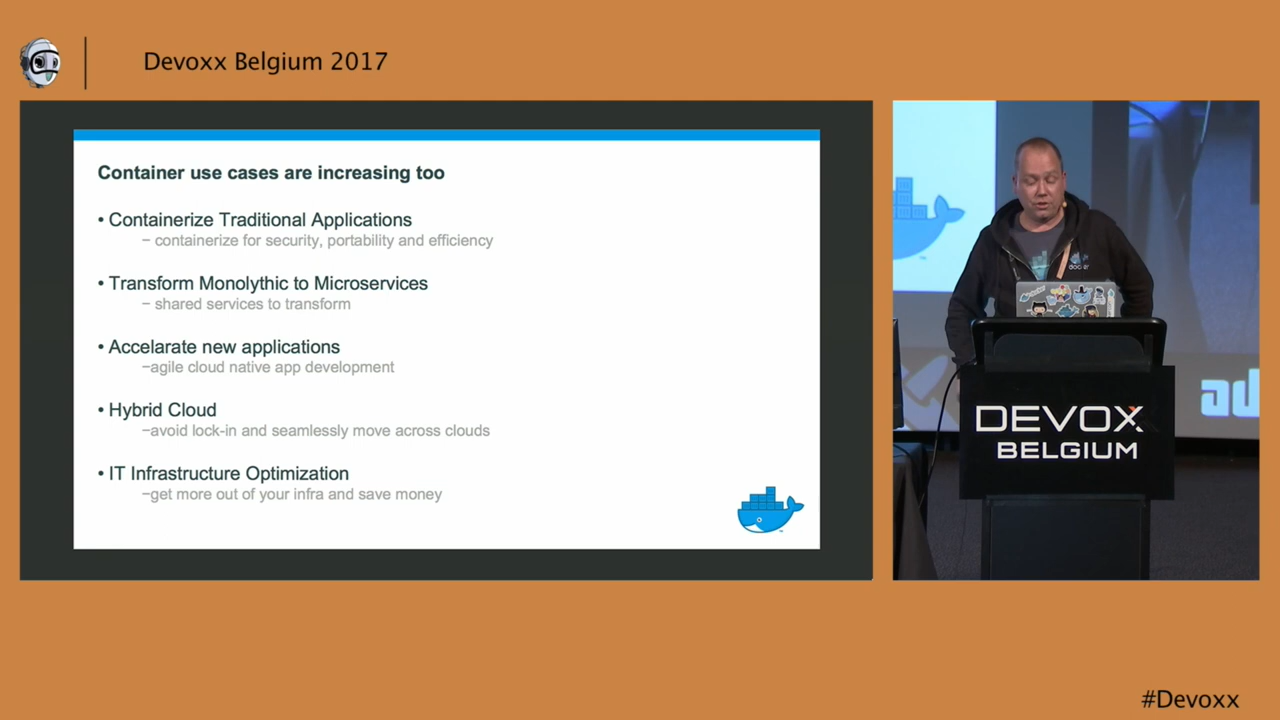 Devoxx Belgium 2017
Container use cases are increasing too
• Containerize Traditional Applications
− containerize for security, portability and efficiency
• Transform Monolythic to Microservices
− shared services to transform
• Accelarate new applications
−agile cloud native app development
• Hybrid Cloud
−avoid lock-in and seamlessly move across clouds
• IT Infrastructure Optimization
−get more out of your infra and save money
docker
ad
DEVOXX
BELGIUM
#Devoxx